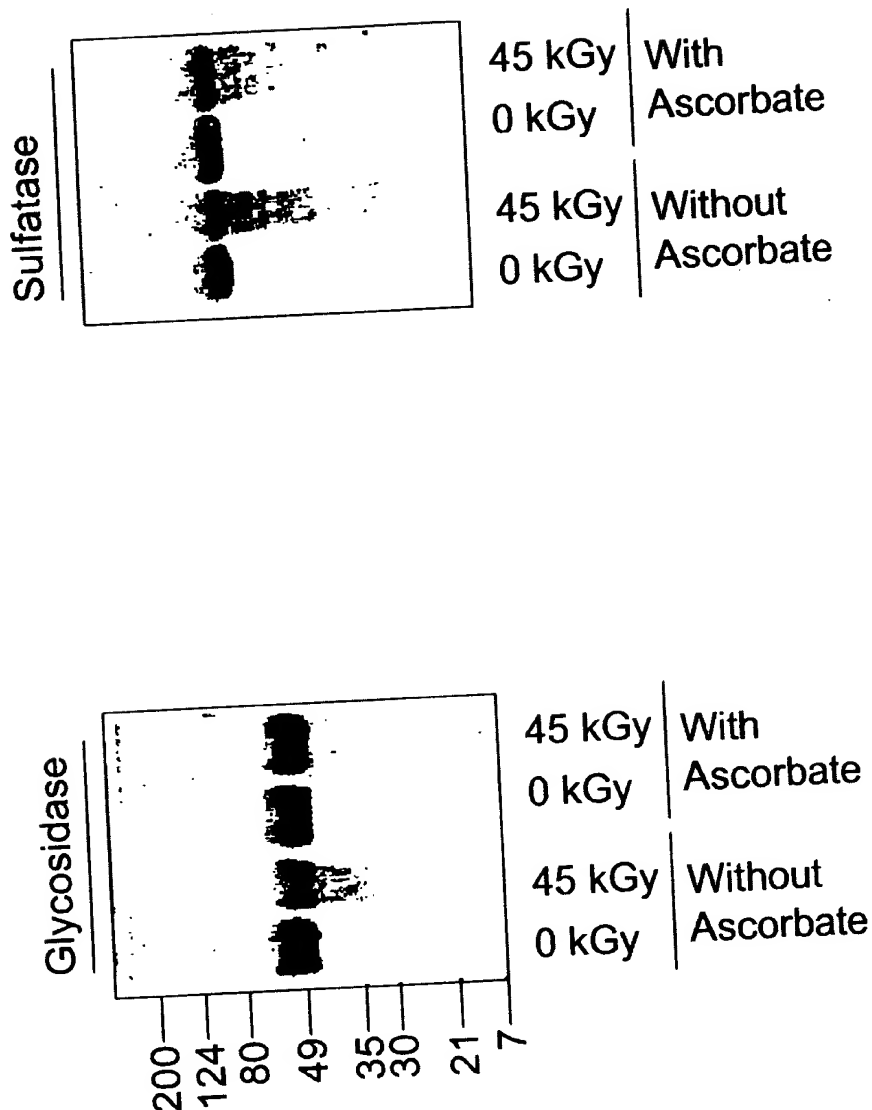 Sulfatase
45 kGy
With
0 kGy
Ascorbate
45 kGy
Without
0 kGy
Ascorbate
Glycosidase
45 kGy
With
0 kGy
Ascorbate
45 kGy
Without
0 kGy
Ascorbate
200
124
80
49
35
30
21
7